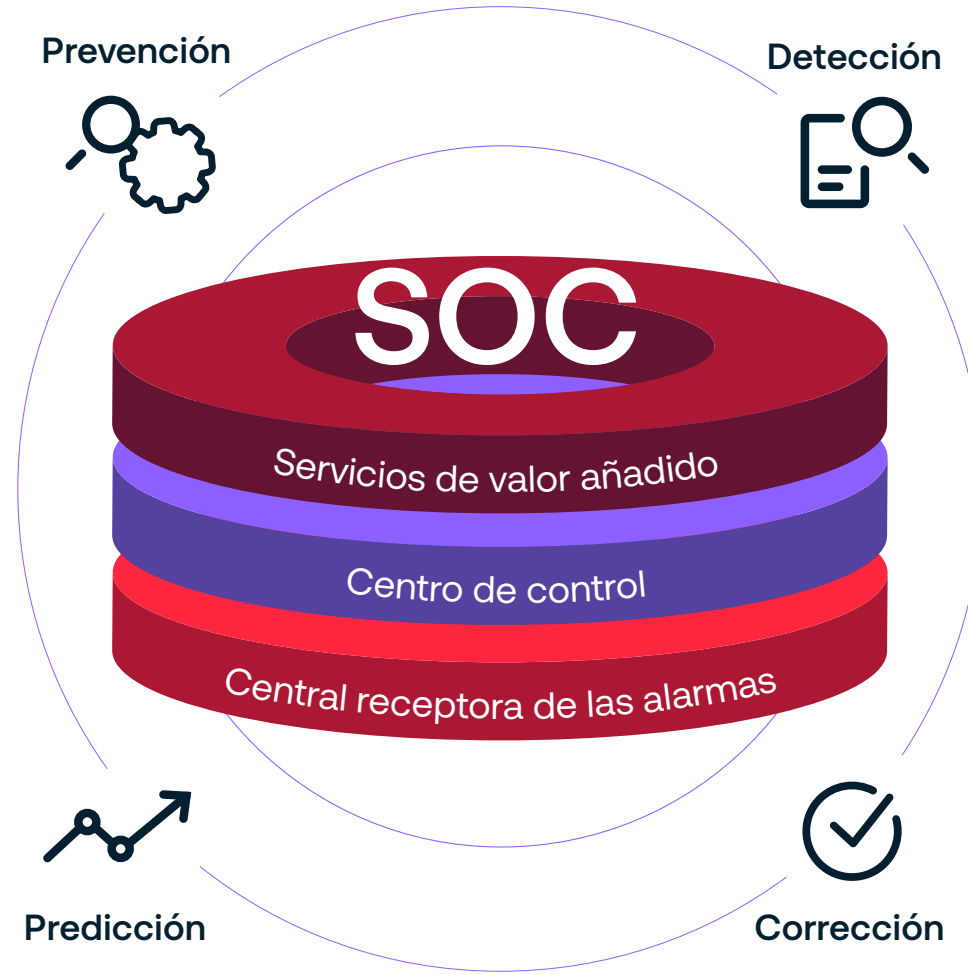 Prevención
Detección
SOC
Servicios de valor añadido
Centro de control
Central receptora de las alarmas
Predicción
Corrección